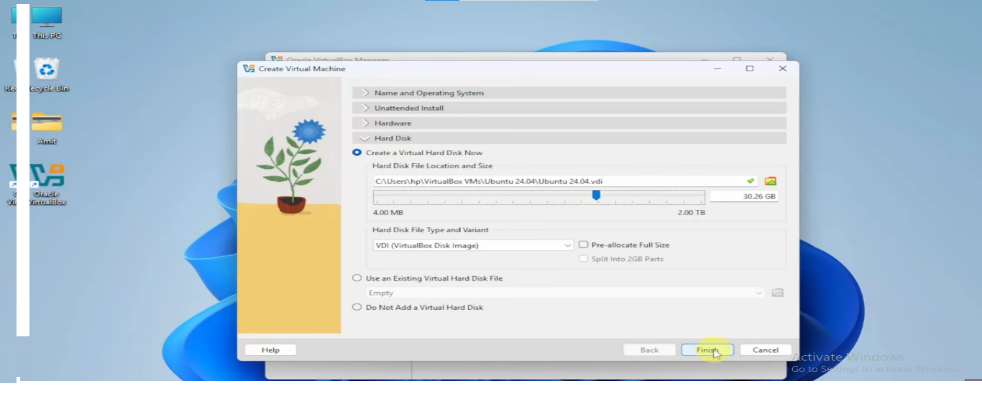 This PC
Recycle Bin
Amit
Oracle
VirtualBox
Oracle VirtualBox Manager
Create Virtual Machine
Name and Operating System
Unattended Install
Hardware
Hard Disk
Create a Virtual Hard Disk Now
Hard Disk File Location and Size
C:\Users\hp\VirtualBox VMs\Ubuntu 24.04\Ubuntu 24.04.vdi
30.26 GB
4.00 MB 2.00 TB
Hard Disk File Type and Variant
VDI (VirtualBox Disk Image) Pre-allocate Full Size
Split Into 2GB Parts
Use an Existing Virtual Hard Disk File
Empty
Do Not Add a Virtual Hard Disk
Help Back Finish Cancel
Activate Windows
Go to Settings to activate Windows.